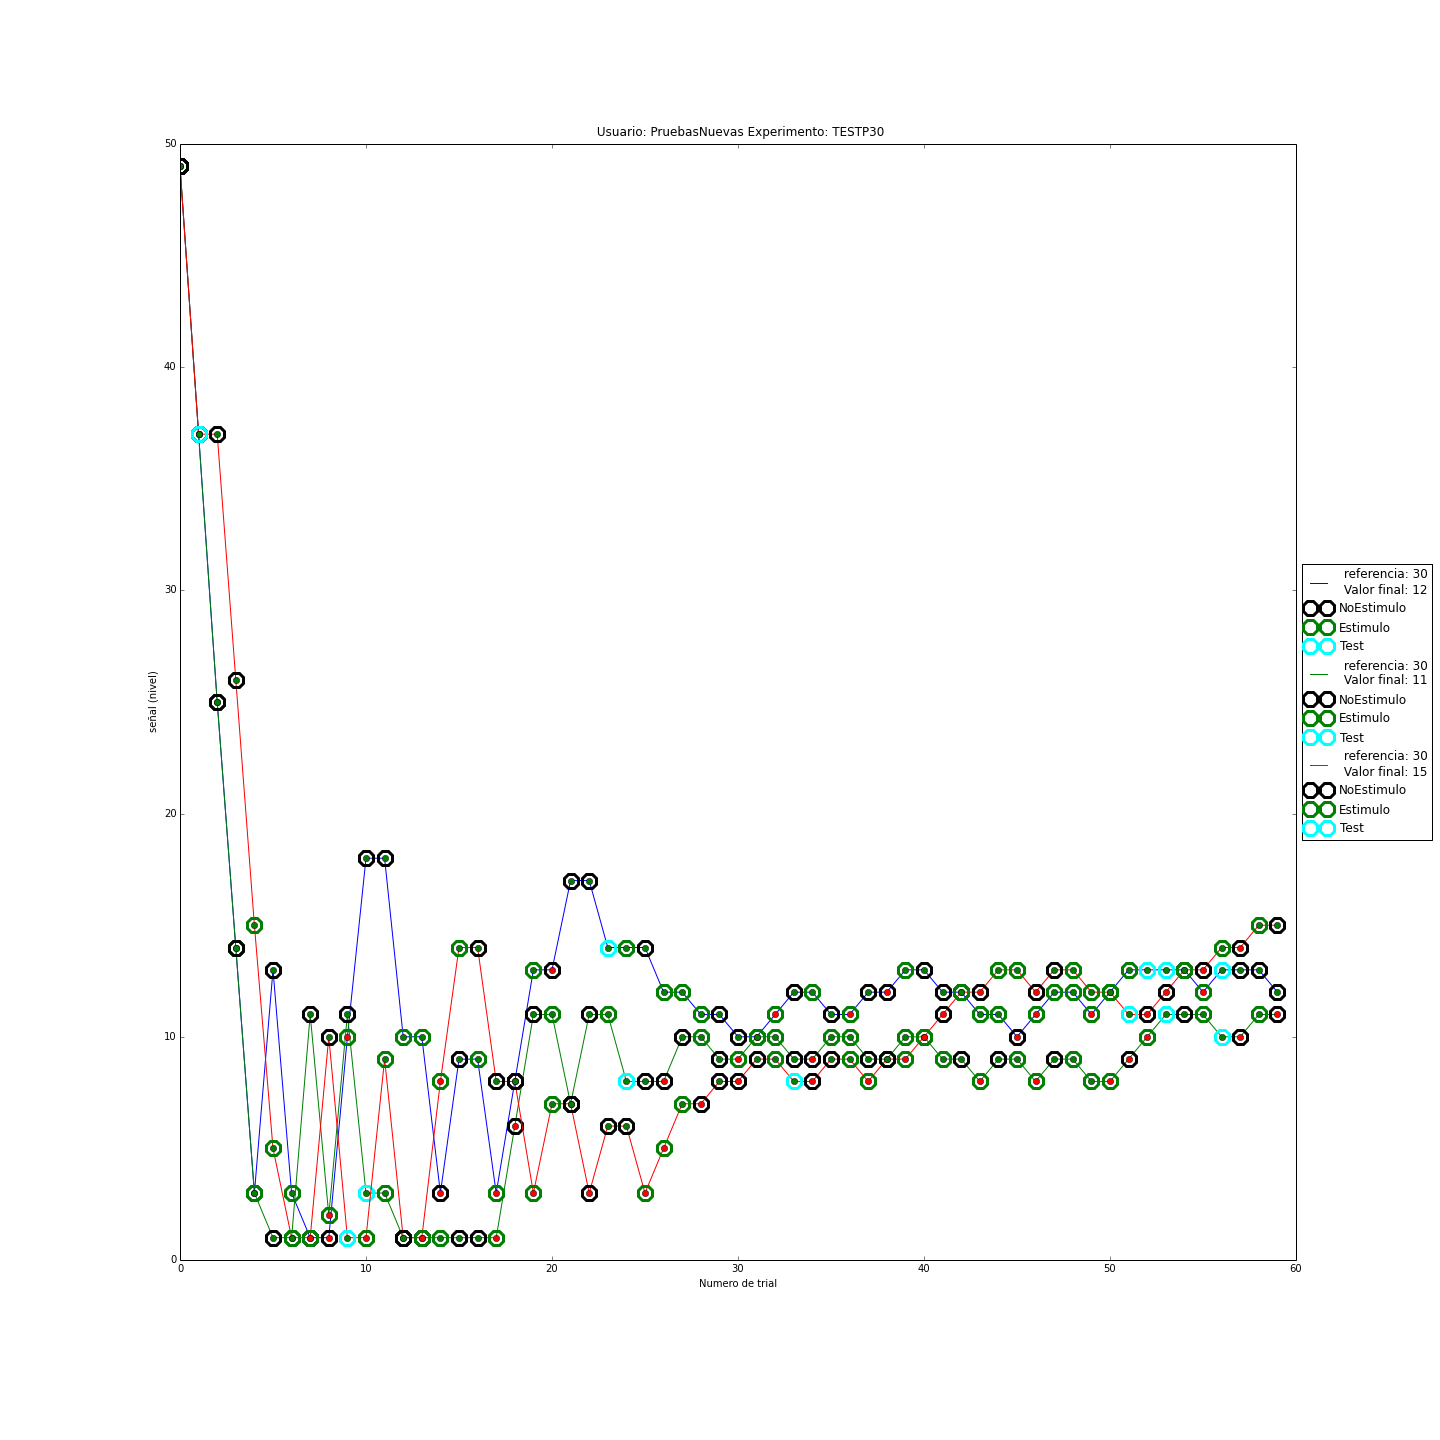 Usuario: PruebasNuevas Experimento: TESTP30
50
40
30
20
10
0
señal (nivel)
0 10 20 30 40 50 60
Numero de trial
referencia: 30
Valor final: 12
NoEstimulo
Estimulo
Test
referencia: 30
Valor final: 11
NoEstimulo
Estimulo
Test
referencia: 30
Valor final: 15
NoEstimulo
Estimulo
Test